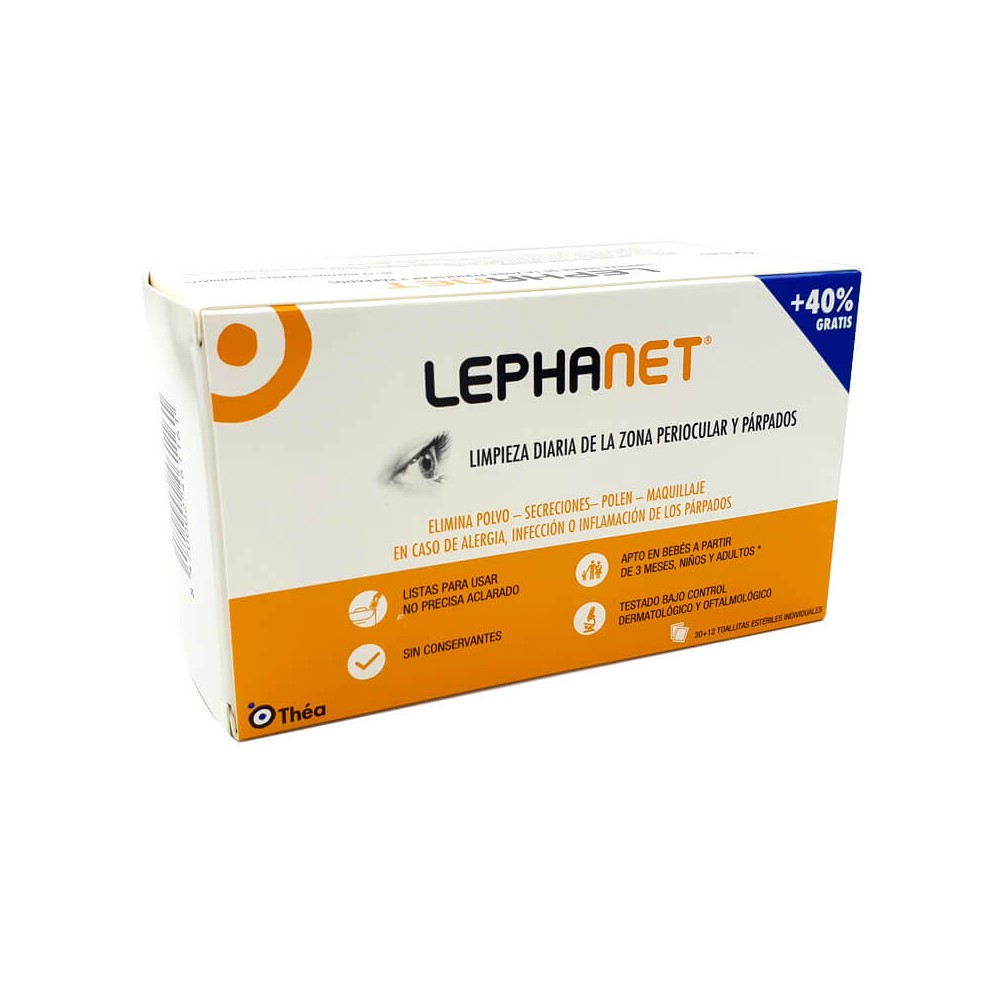 LEPHANET
+40%
GRATIS
LEPHANET®
LIMPIEZA DIARIA DE LA ZONA PERIOCULAR Y PÁRPADOS
ELIMINA POLVO – SECRECIONES– POLEN – MAQUILLAJE
EN CASO DE ALERGIA, INFECCIÓN O INFLAMACIÓN DE LOS PÁRPADOS
LISTAS PARA USAR
NO PRECISA ACLARADO
SIN CONSERVANTES
APTO EN BEBÉS A PARTIR
DE 3 MESES, NIÑOS Y ADULTOS *
TESTADO BAJO CONTROL
DERMATOLÓGICO Y OFTALMOLÓGICO
30+12 TOALLITAS ESTÉRILES INDIVIDUALES
Théa